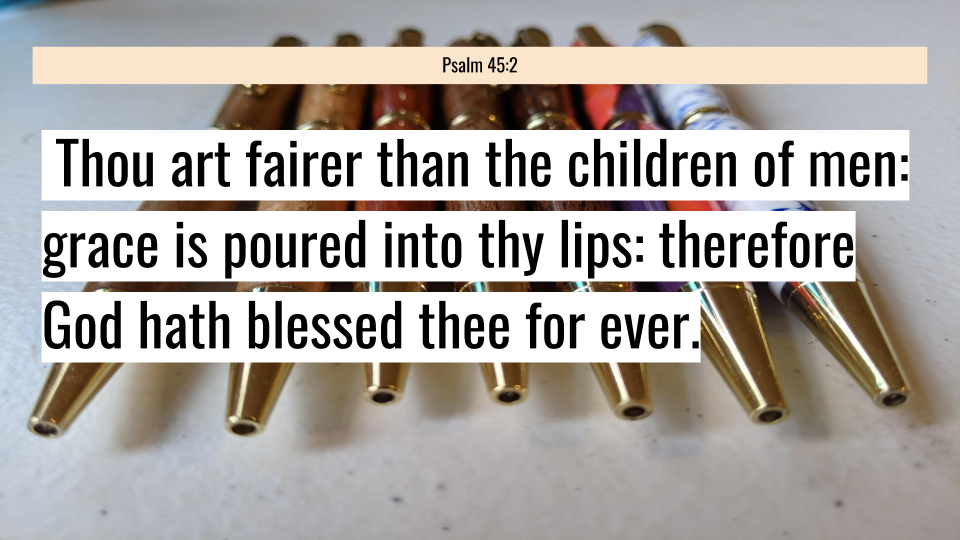 Psalm 45:2
Thou art fairer than the children of men:
grace is poured into thy lips: therefore
God hath blessed thee for ever.